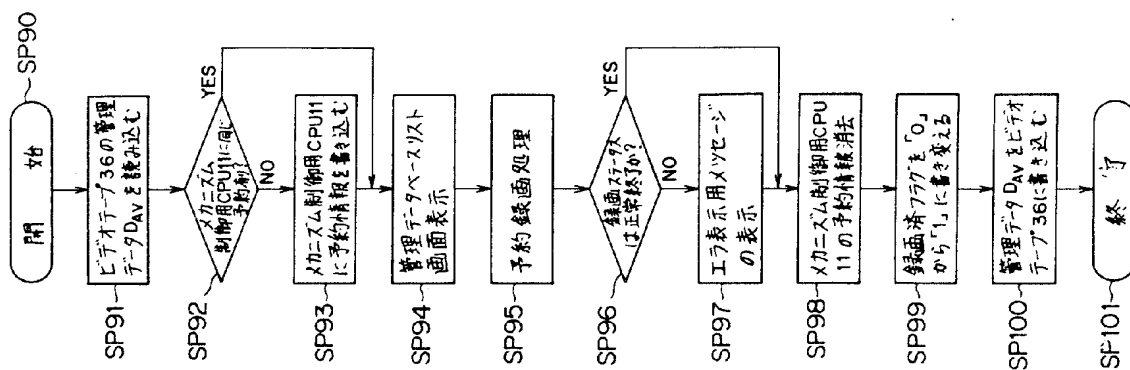 SP90
開 始
SP91
ビデオテープ36の管理
データDAVを読み込む
SP92
メカニズム
制御用CPU11に同じ
予約有?
YES
NO
SP93
メカニズム制御用CPU11
に予約情報を書き込む
SP94
管理データベースリスト
画面表示
SP95
予約録画処理
SP96
録画ステータス
は正常終了か?
YES
NO
SP97
エラ表示用メッセージ
の表示
SP98
メカニズム制御用CPU
11の予約情報消去
SP99
録画済フラグを「0」
から「1」に書き変える
SP100
管理データDAVをビデオ
テープ36に書き込む
SP101
終 了